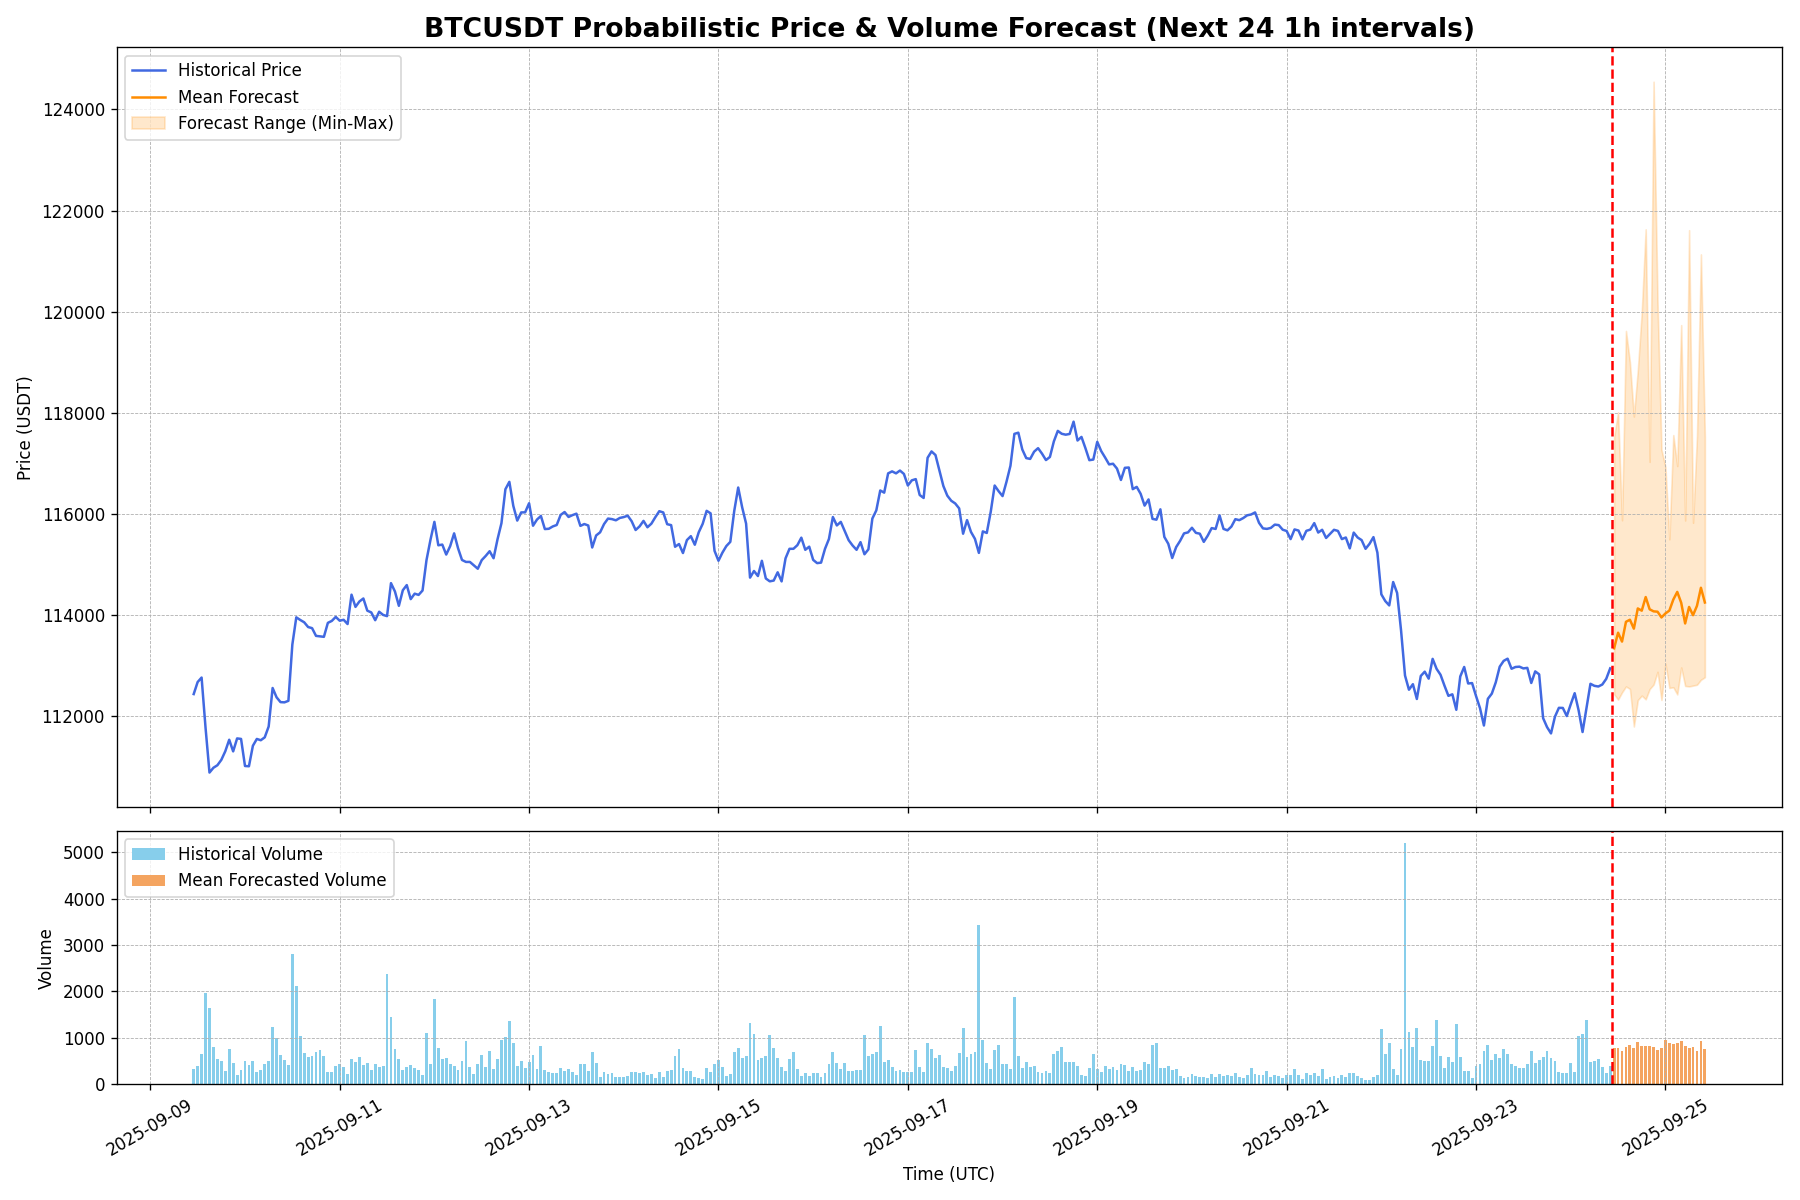 BTCUSDT Probabilistic Price & Volume Forecast (Next 24 1h intervals)
Historical Price
Mean Forecast
Forecast Range (Min-Max)
124000
122000
120000
118000
116000
114000
112000
Price (USDT)
Historical Volume
Mean Forecasted Volume
5000
4000
3000
2000
1000
0
Volume
2025-09-09
2025-09-11
2025-09-13
2025-09-15
2025-09-17
2025-09-19
2025-09-21
2025-09-23
2025-09-25
Time (UTC)